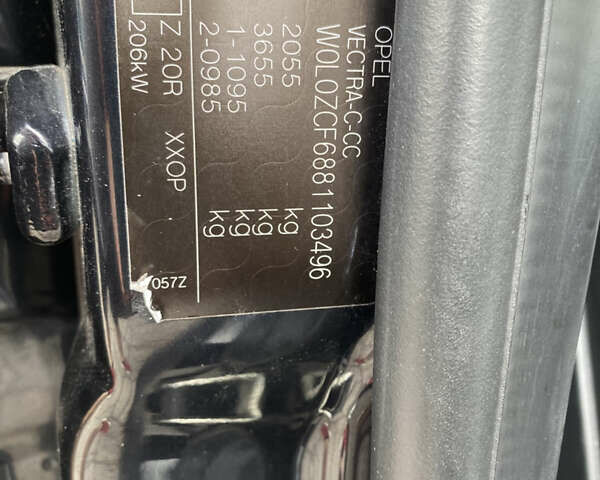 OPEL
VECTRA-C-CC
W0L0ZCF6881103496
2055 kg
3655 kg
1-1095 kg
2-0985 kg
Z 20R XXOP
206kW 057Z